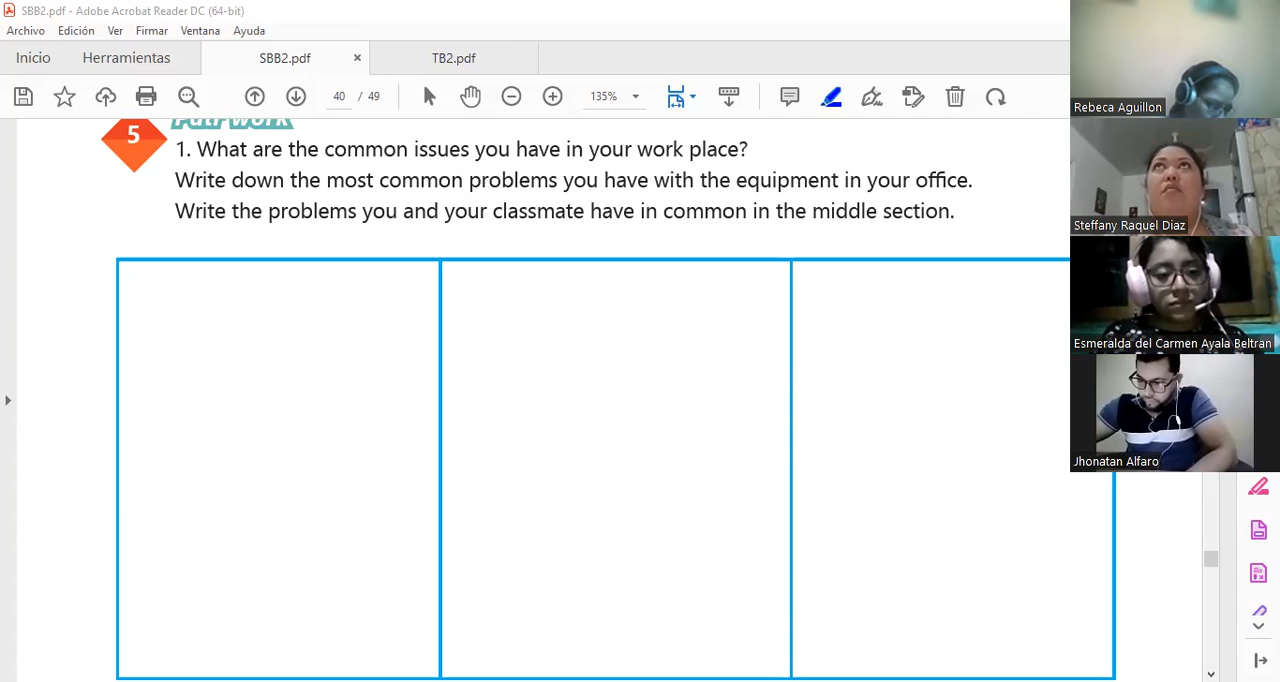 SBB2.pdf - Adobe Acrobat Reader DC (64-bit)
Archivo Edición Ver Firmar Ventana Ayuda
Inicio Herramientas SBB2.pdf × TB2.pdf
40 / 49 135%
Pair work
5
1. What are the common issues you have in your work place?
Write down the most common problems you have with the equipment in your office.
Write the problems you and your classmate have in common in the middle section.
Rebeca Aguillon
Steffany Raquel Diaz
Esmeralda del Carmen Ayala Beltran
Jhonatan Alfaro